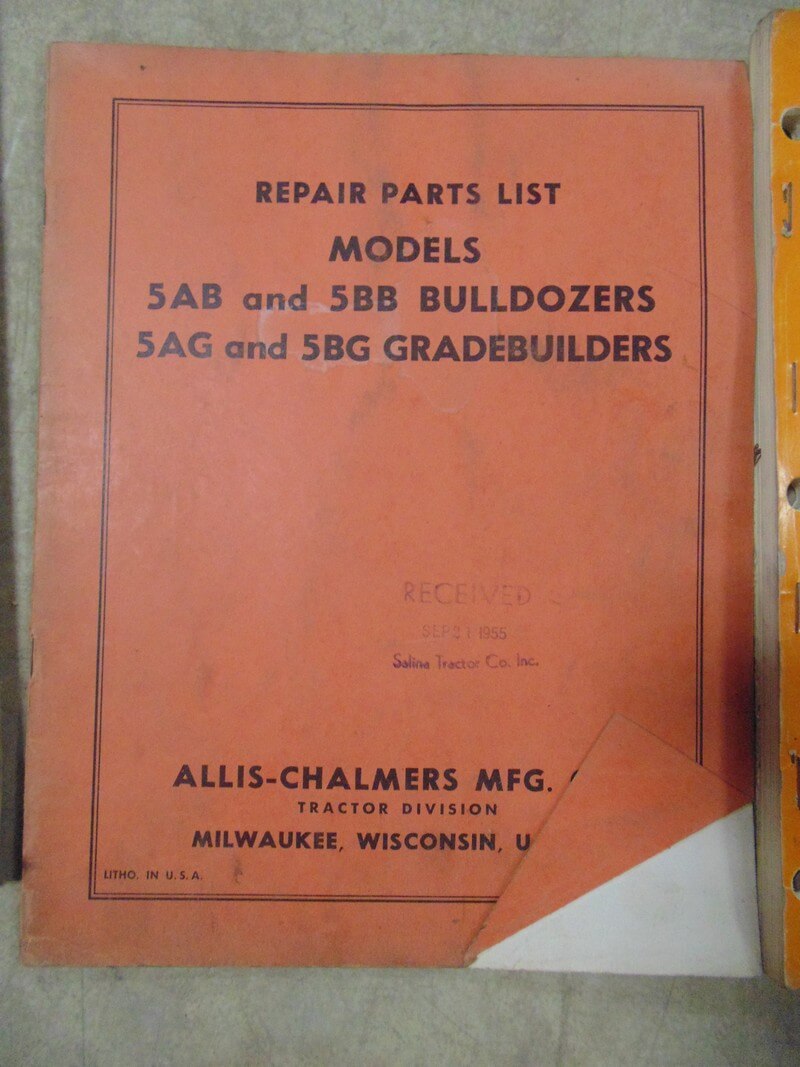 REPAIR PARTS LIST
MODELS
5AB and 5BB BULLDOZERS
5AG and 5BG GRADEBUILDERS
RECEIVED
SEP 1955
Salina Tractor Co. Inc.
ALLIS-CHALMERS MFG.
TRACTOR DIVISION
MILWAUKEE, WISCONSIN, U
LITHO. IN U.S.A.